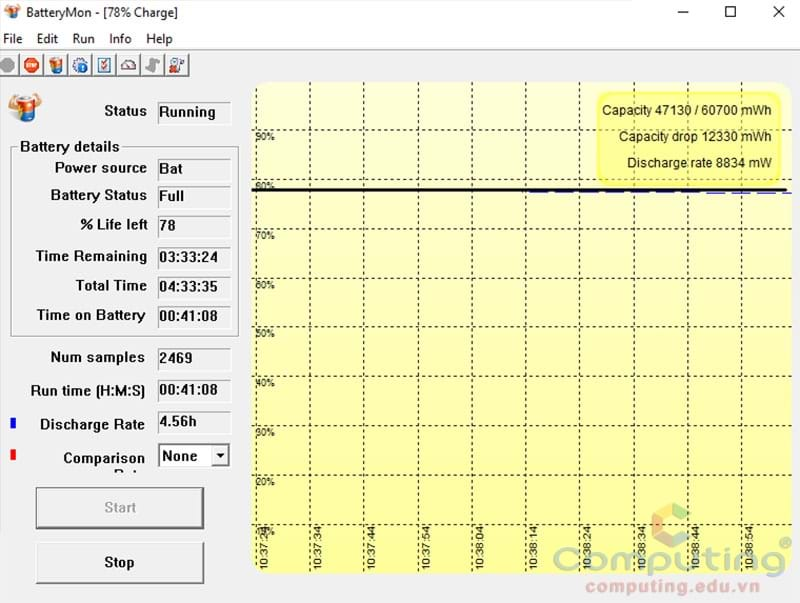 BatteryMon - [78% Charge]
File Edit Run Info Help
STOP
Status Running
Battery details
Power source Bat
Battery Status Full
% Life left 78
Time Remaining 03:33:24
Total Time 04:33:35
Time on Battery 00:41:08
Num samples 2469
Run time (H:M:S) 00:41:08
Discharge Rate 4.56h
Comparison None
Start
Stop
Capacity 47130 / 60700 mWh
Capacity drop 12330 mWh
Discharge rate 8834 mW
90%
80%
70%
60%
50%
40%
30%
20%
10%
10:37:34
10:37:44
10:37:54
10:38:04
10:38:14
10:38:24
10:38:34
10:38:44
10:38:54
Computing®
computing.edu.vn